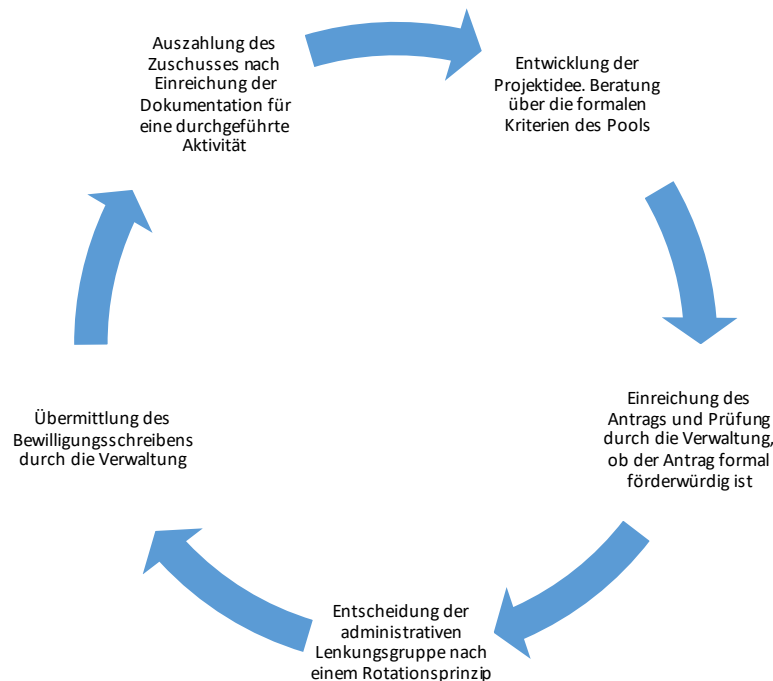 Auszahlung des
Zuschusses nach
Einreichung der
Dokumentation für
eine durchgeführte
Aktivität
Entwicklung der
Projektidee. Beratung
über die formalen
Kriterien des Pools
Einreichung des
Antrags und Prüfung
durch die Verwaltung,
ob der Antrag formal
förderwürdig ist
Entscheidung der
administrativen
Lenkungsgruppe nach
einem Rotationsprinzip
Übermittlung des
Bewilligungsschreibens
durch die Verwaltung